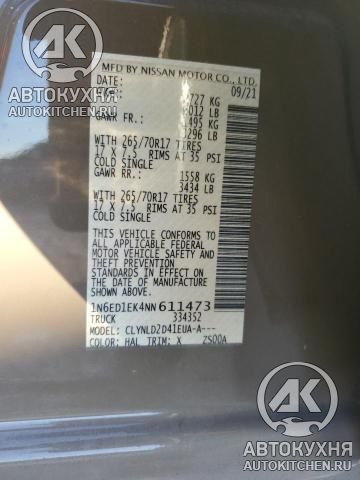 АВТОКУХНЯ
AUTOKITCHEN.RU
MFD BY NISSAN MOTOR CO., LTD.
DATE: 09/21
727 KG
012 LB
GAWR FR. 1495 KG
3296 LB
WITH 265/70R17 TIRES
17 X 7.5 RIMS AT 35 PSI
COLD SINGLE
GAWR RR.: 1558 KG
3434 LB
WITH 265/70R17 TIRES
17 X 7.5 RIMS AT 35 PSI
COLD SINGLE
THIS VEHICLE CONFORMS TO
ALL APPLICABLE FEDERAL
MOTOR VEHICLE SAFETY AND
THEFT PREVENTION
STANDARDS IN EFFECT ON THE
DATE OF MANUFACTURE
SHOWN ABOVE.
1N6ED1EK4NN611473
TRUCK 334352
MODEL: CLYNLD2D41EUA-A---
COLOR: HAL TRIM: X ZS00A
АК
АВТОКУХНЯ
AUTOKITCHEN.RU